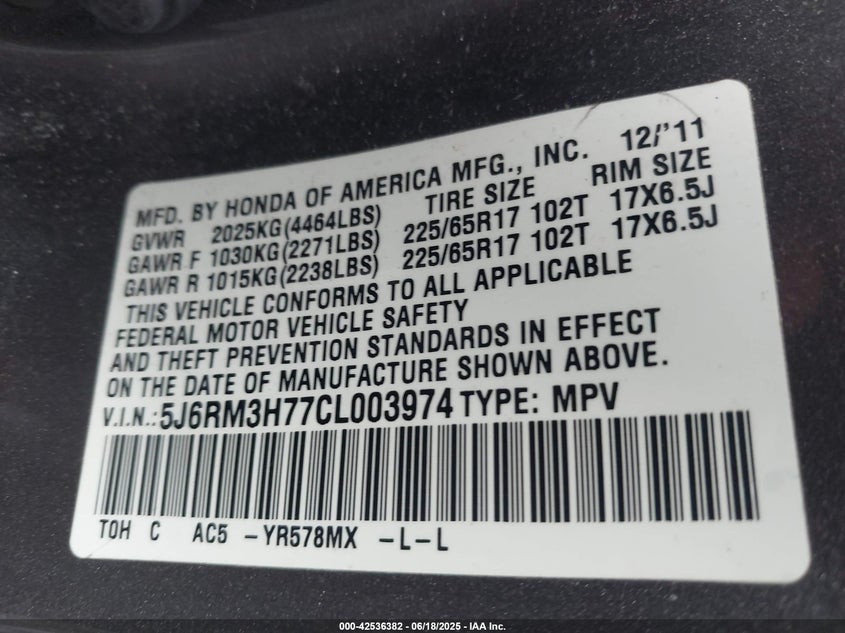 MFD. BY HONDA OF AMERICA MFG., INC. 12/'11
GVWR 2025KG(4464LBS) TIRE SIZE RIM SIZE
GAWR F 1030KG(2271LBS) 225/65R17 102T 17X6.5J
GAWR R 1015KG(2238LBS) 225/65R17 102T 17X6.5J
THIS VEHICLE CONFORMS TO ALL APPLICABLE
FEDERAL MOTOR VEHICLE SAFETY
AND THEFT PREVENTION STANDARDS IN EFFECT
ON THE DATE OF MANUFACTURE SHOWN ABOVE.
V.I.N.:5J6RM3H77CL003974 TYPE: MPV
TOH C AC5 -YR578MX -L-L
000-42536382 / 06/18/2025 - IAA Inc.